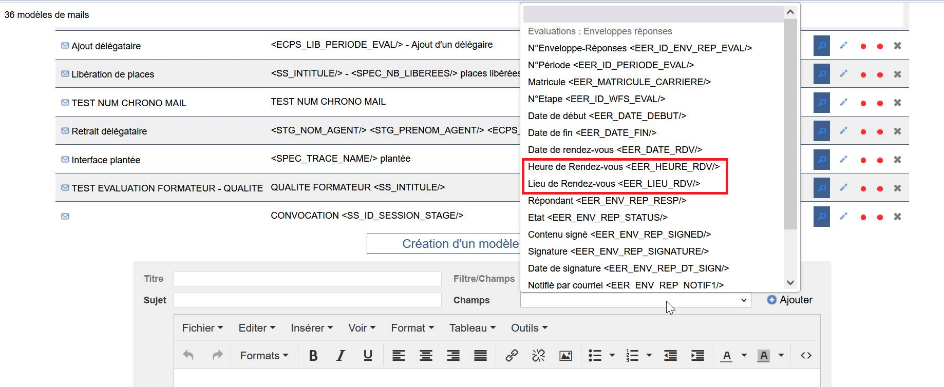 36 modèles de mails
Ajout délégataire
<ECPS_LIB_PERIODE_EVAL/> - Ajout d'un délégaire
Libération de places
<SS_INTITULE/> - <SPEC_NB_LIBEREES/> places libérées
TEST NUM CHRONO MAIL
TEST NUM CHRONO MAIL
Retrait délégataire
<STG_NOM_AGENT/> <STG_PRENOM_AGENT/> <ECPS_
Interface plantée
<SPEC_TRACE_NAME/> plantée
TEST EVALUATION FORMATEUR - QUALITE
QUALITE FORMATEUR <SS_INTITULE/>
CONVOCATION <SS_ID_SESSION_STAGE/>
Création d'un modèle
Evaluations : Enveloppes réponses
N°Enveloppe-Réponses <EER_ID_ENV_REP_EVAL/>
N°Période <EER_ID_PERIODE_EVAL/>
Matricule <EER_MATRICULE_CARRIERE/>
N°Etape <EER_ID_WFS_EVAL/>
Date de début <EER_DATE_DEBUT/>
Date de fin <EER_DATE_FIN/>
Date de rendez-vous <EER_DATE_RDV/>
Heure de Rendez-vous <EER_HEURE_RDV/>
Lieu de Rendez-vous <EER_LIEU_RDV/>
Répondant <EER_ENV_REP_RESP/>
Etat <EER_ENV_REP_STATUS/>
Contenu signé <EER_ENV_REP_SIGNED/>
Signature <EER_ENV_REP_SIGNATURE/>
Date de signature <EER_ENV_REP_DT_SIGN/>
Notifié par courriel <EER_ENV_REP_NOTIF1/>
Titre
Filtre/Champs
Sujet
Champs
Ajouter
Fichier Editer Insérer Voir Format Tableau Outils
Formats B I U A A